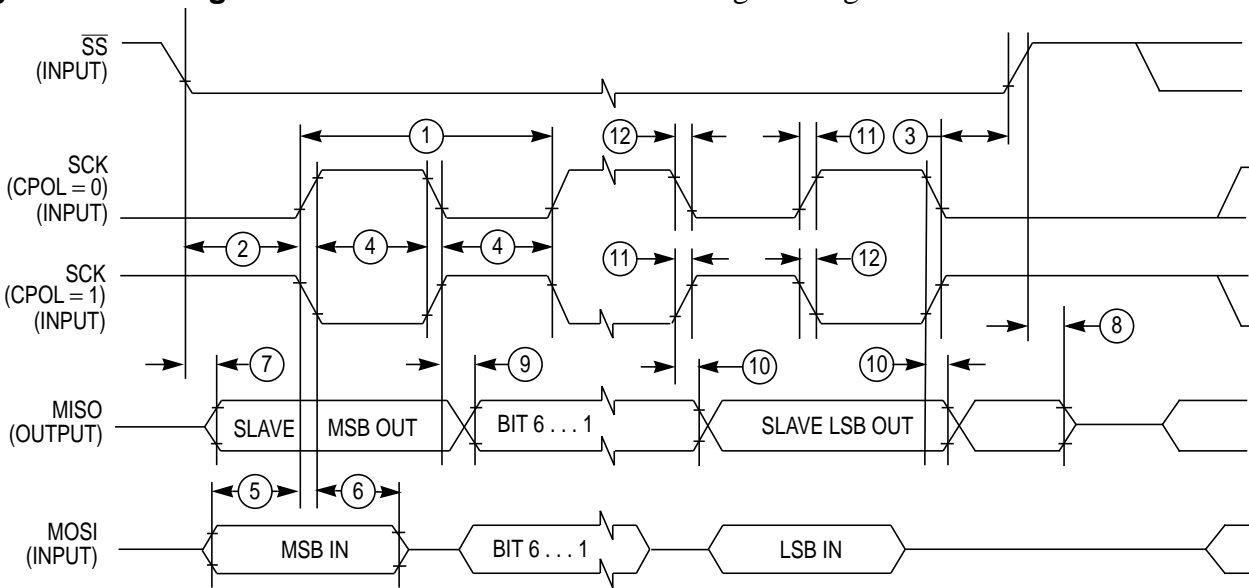 SS
(INPUT)
1
12
11
3
SCK
(CPOL = 0)
(INPUT)
2
4
4
11
12
SCK
(CPOL = 1)
(INPUT)
8
7
9
10
10
MISO
(OUTPUT)
SLAVE MSB OUT
BIT 6 . . . 1
SLAVE LSB OUT
5
6
MOSI
(INPUT)
MSB IN
BIT 6 . . . 1
LSB IN